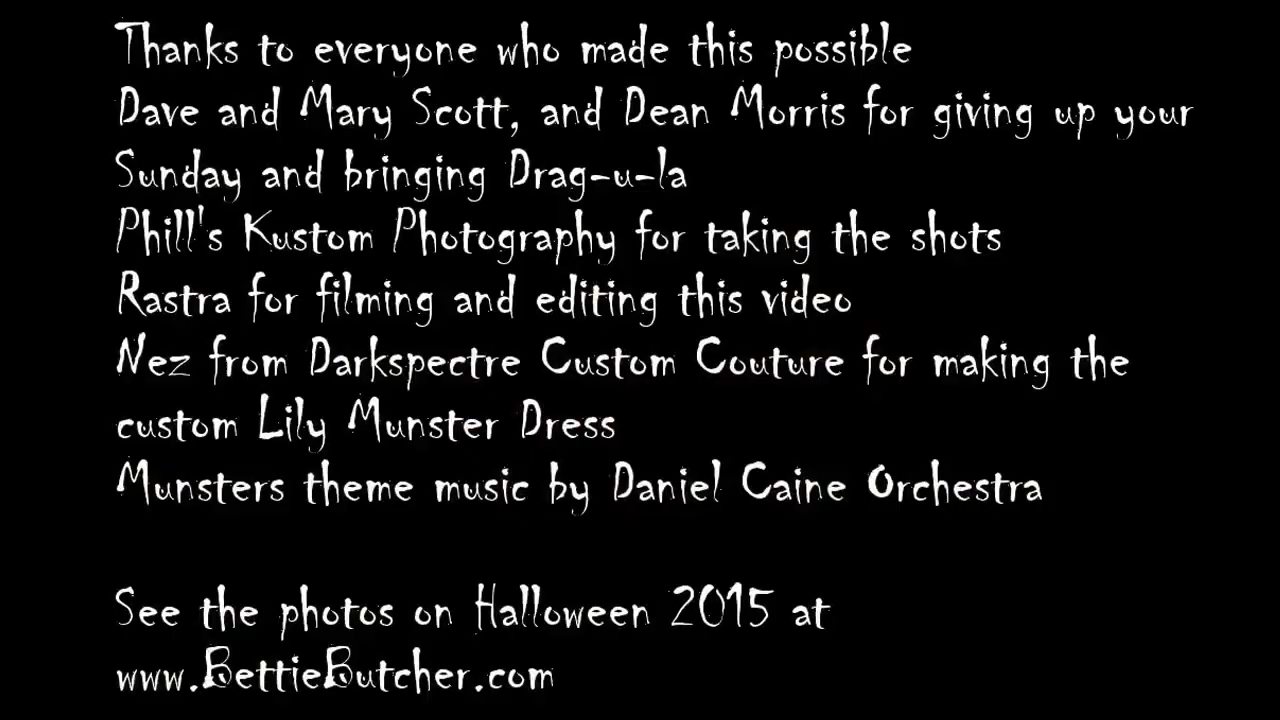 Thanks to everyone who made this possible
Dave and Mary Scott, and Dean Morris for giving up your
Sunday and bringing Drag-u-la
Phill's Kustom Photography for taking the shots
Rastra for filming and editing this video
Nez from Darkspectre Custom Couture for making the
custom Lily Munster Dress
Munsters theme music by Daniel Caine Orchestra
See the photos on Halloween 2015 at
www.BettieButcher.com